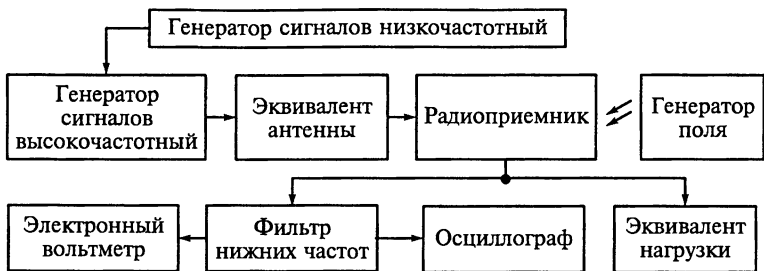 Генератор сигналов низкочастотный
Генератор
сигналов
высокочастотный
Эквивалент
антенны
Радиоприемник
Генератор
поля
Электронный
вольтметр
Фильтр
нижних частот
Осциллограф
Эквивалент
нагрузки